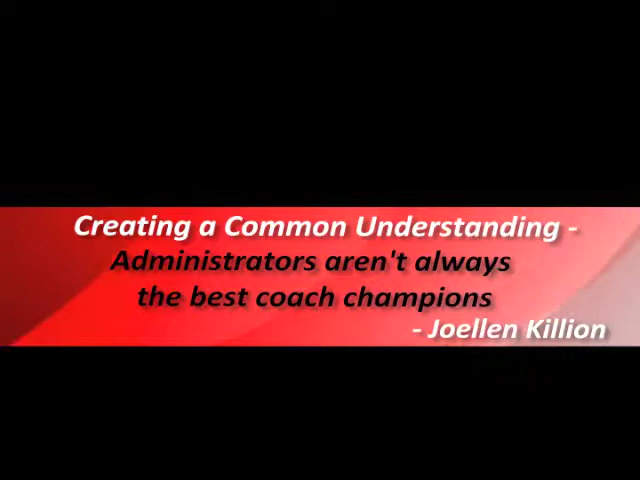 Creating a Common Understanding -
Administrators aren't always
the best coach champions
- Joellen Killion